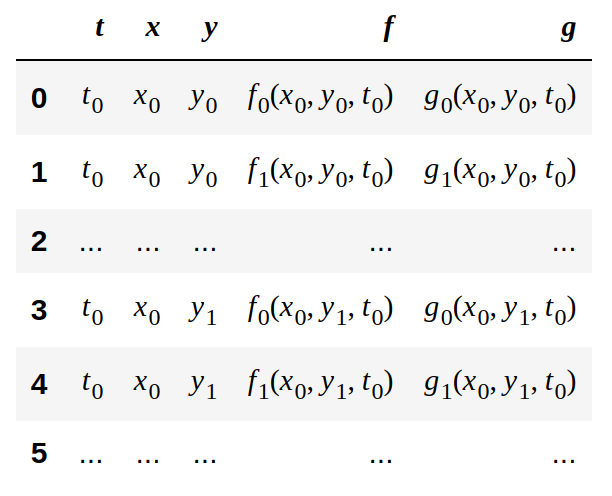 t x y f g
0 t₀ x₀ y₀ f₀(x₀, y₀, t₀) g₀(x₀, y₀, t₀)
1 t₀ x₀ y₀ f₁(x₀, y₀, t₀) g₁(x₀, y₀, t₀)
2 ... ... ... ... ...
3 t₀ x₀ y₁ f₀(x₀, y₁, t₀) g₀(x₀, y₁, t₀)
4 t₀ x₀ y₁ f₁(x₀, y₁, t₀) g₁(x₀, y₁, t₀)
5 ... ... ... ... ...